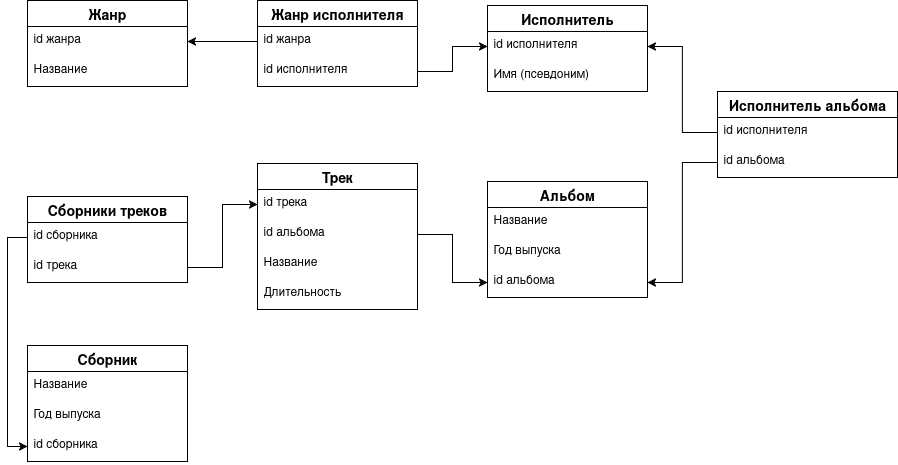 Жанр
id жанра
Название
Жанр исполнителя
id жанра
id исполнителя
Исполнитель
id исполнителя
Имя (псевдоним)
Исполнитель альбома
id исполнителя
id альбома
Сборники треков
id сборника
id трека
Трек
id трека
id альбома
Название
Длительность
Альбом
Название
Год выпуска
id альбома
Сборник
Название
Год выпуска
id сборника